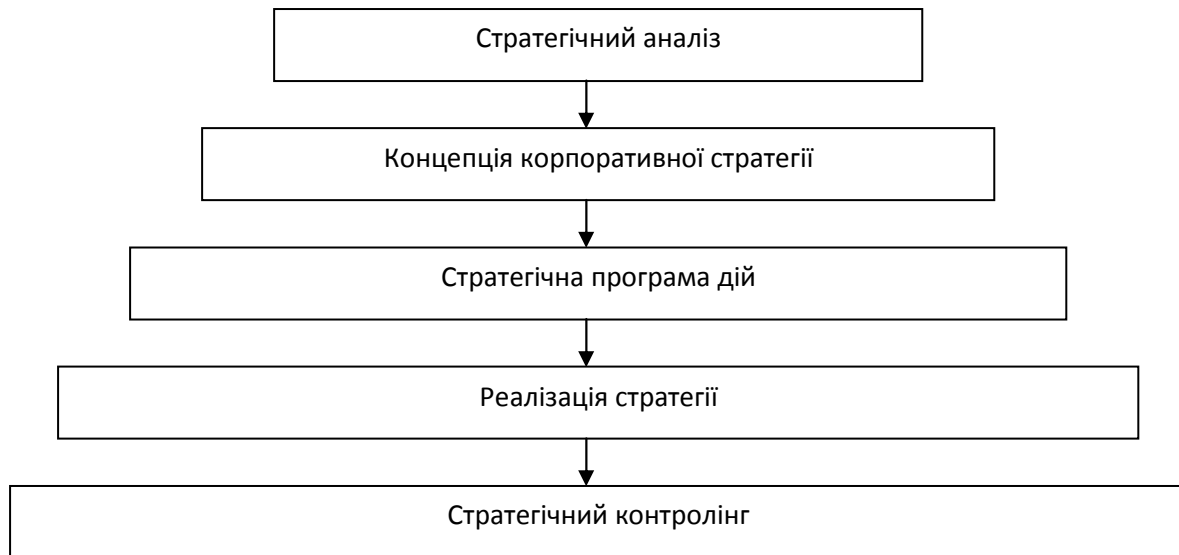 Стратегічний аналіз
Концепція корпоративної стратегії
Стратегічна програма дій
Реалізація стратегії
Стратегічний контролінг